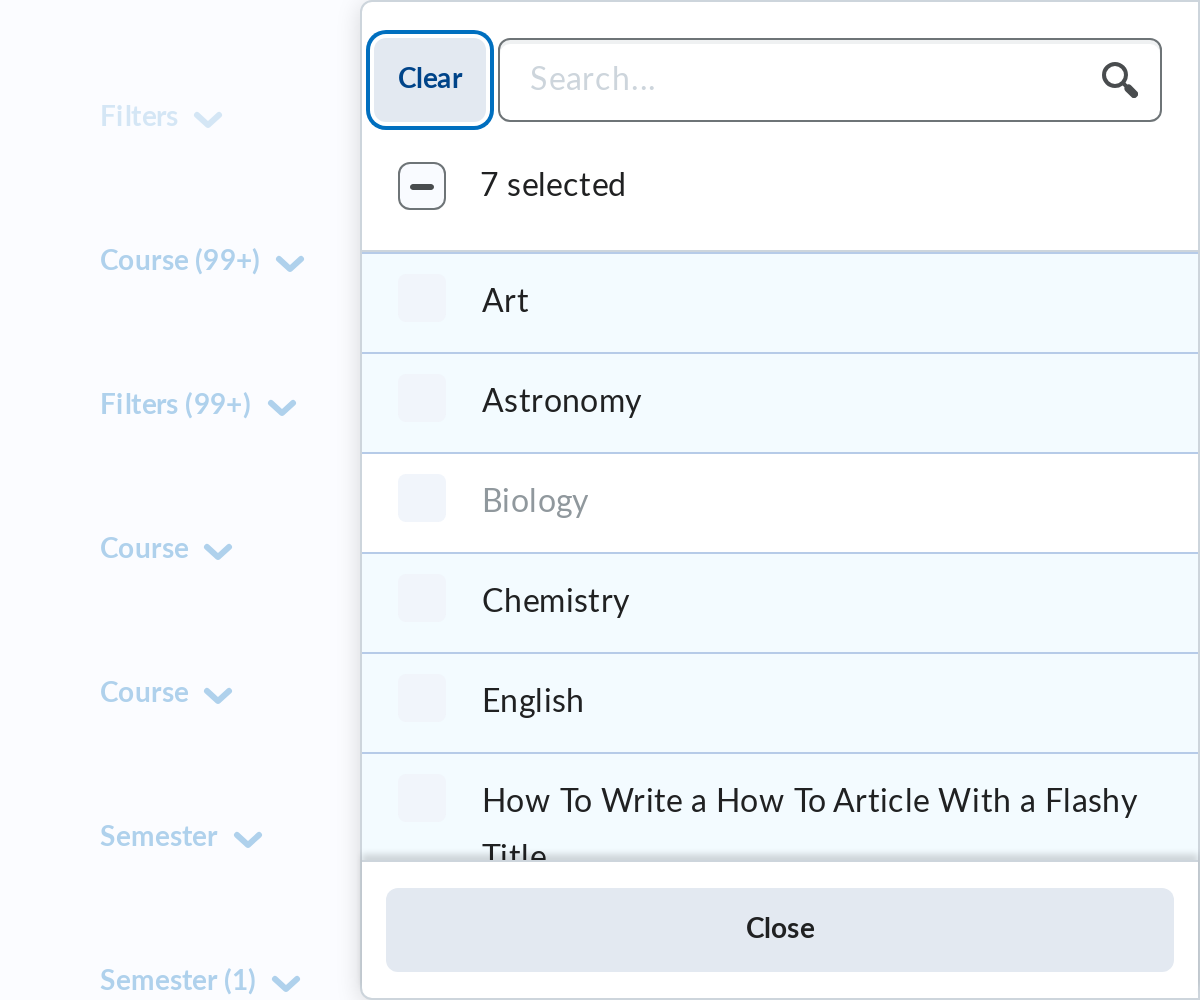 Filters
Course (99+)
Filters (99+)
Course
Course
Semester
Semester (1)
Clear
Search...
7 selected
Art
Astronomy
Biology
Chemistry
English
How To Write a How To Article With a Flashy
Title
Close